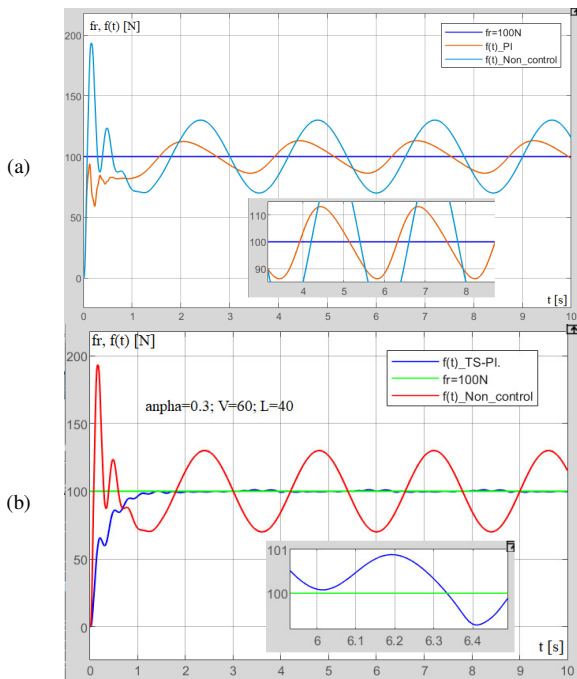 fr, f(t) [N]
200
150
100
50
0
fr=100N
f(t)_PI
f(t)_Non_control
(a)
110
100
90
4 5 6 7 8
t [s]
0 1 2 3 4 5 6 7 8 9 10
fr, f(t) [N]
200
150
100
50
0
f(t)_TS-PI.
fr=100N
f(t)_Non_control
anpha=0.3; V=60; L=40
(b)
101
100
6 6.1 6.2 6.3 6.4
t [s]
0 1 2 3 4 5 6 7 8 9 10